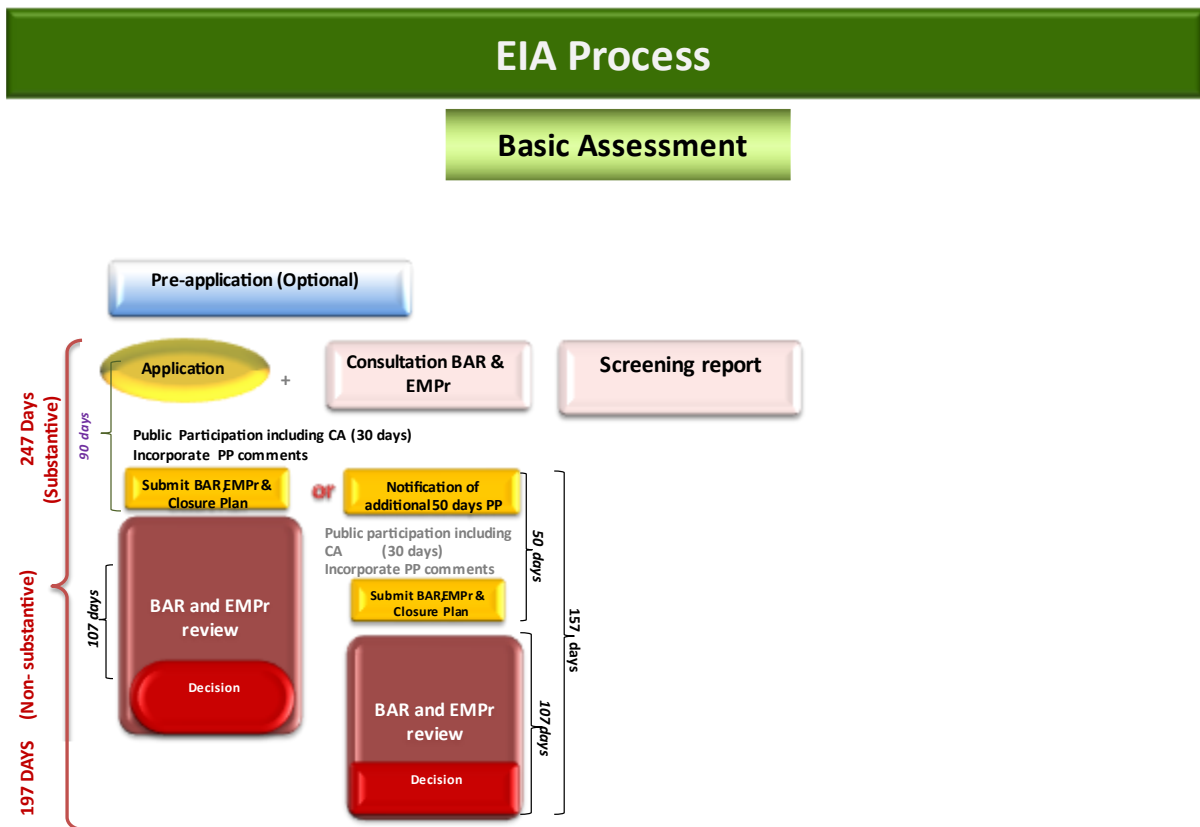 EIA Process
Basic Assessment
Pre-application (Optional)
Application
+
Consultation BAR &
EMPr
Screening report
247 Days
(Substantive)
90 days
Public Participation including CA (30 days)
Incorporate PP comments
Submit BAR,EMPr &
Closure Plan
or
Notification of
additional 50 days PP
Public participation including
CA (30 days)
Incorporate PP comments
50 days
Submit BAR,EMPr &
Closure Plan
157 days
197 DAYS (Non- substantive)
107 days
BAR and EMPr
review
Decision
BAR and EMPr
review
Decision
107 days